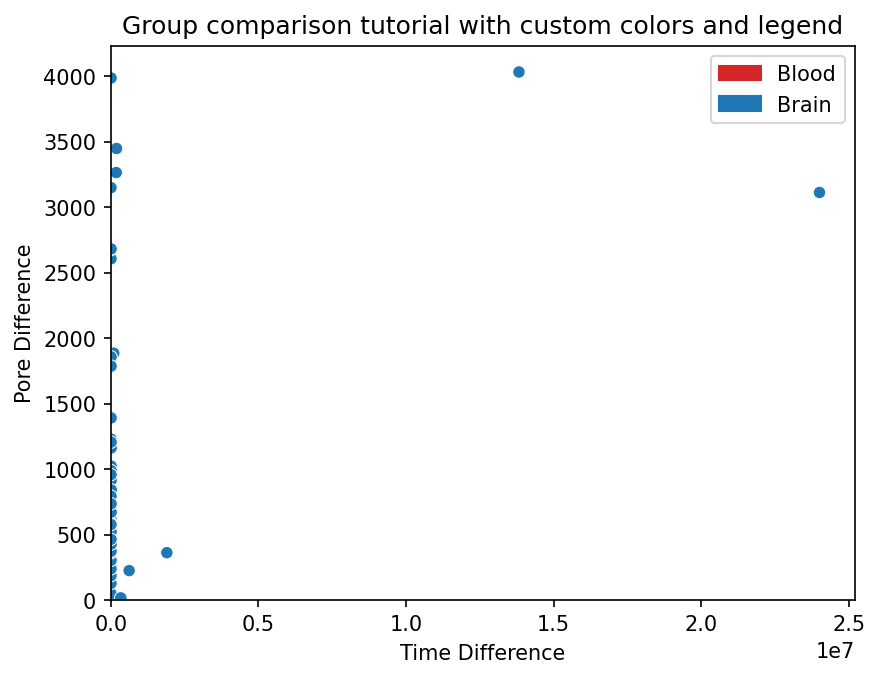 Group comparison tutorial with custom colors and legend
Blood
Brain
Pore Difference
4000
3500
3000
2500
2000
1500
1000
500
0
0.0 0.5 1.0 1.5 2.0 2.5
1e7
Time Difference